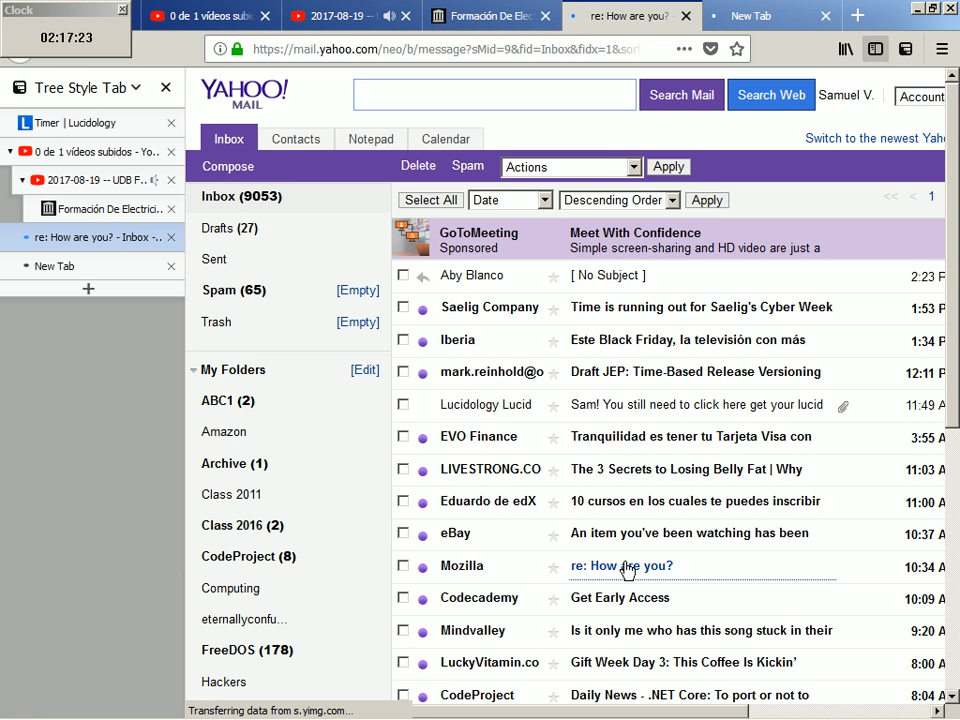 Clock
02:17:23
0 de 1 vídeos subi
2017-08-19 -- U
Formación De Elec
re: How are you? -
New Tab
https://mail.yahoo.com/neo/b/message?sMid=9&fid=Inbox&fidx=1&sort
Tree Style Tab
Timer | Lucidology
0 de 1 vídeos subidos - Yo...
2017-08-19 -- UDB F...
Formación De Electrici...
re: How are you? - Inbox -...
New Tab
YAHOO!
MAIL
Search Mail
Search Web
Samuel V.
Account
Inbox
Contacts
Notepad
Calendar
Switch to the newest Yah
Compose
Delete
Spam
Actions
Apply
Inbox (9053)
Drafts (27)
Sent
Spam (65) [Empty]
Trash [Empty]
My Folders [Edit]
ABC1 (2)
Amazon
Archive (1)
Class 2011
Class 2016 (2)
CodeProject (8)
Computing
eternallyconfu...
FreeDOS (178)
Hackers
Select All
Date
Descending Order
Apply
<< < 1
GoToMeeting Meet With Confidence
Sponsored Simple screen-sharing and HD video are just a
Aby Blanco [ No Subject ] 2:23 P
Saelig Company Time is running out for Saelig's Cyber Week 1:53 P
Iberia Este Black Friday, la televisión con más 1:34 P
mark.reinhold@o Draft JEP: Time-Based Release Versioning 12:11 P
Lucidology Lucid Sam! You still need to click here get your lucid 11:49 A
EVO Finance Tranquilidad es tener tu Tarjeta Visa con 3:55 A
LIVESTRONG.CO The 3 Secrets to Losing Belly Fat | Why 11:03 A
Eduardo de edX 10 cursos en los cuales te puedes inscribir 11:00 A
eBay An item you've been watching has been 10:37 A
Mozilla re: How are you? 10:34 A
Codecademy Get Early Access 10:09 A
Mindvalley Is it only me who has this song stuck in their 9:20 A
LuckyVitamin.co Gift Week Day 3: This Coffee Is Kickin' 8:00 A
CodeProject Daily News - .NET Core: To port or not to 8:04 A
Transferring data from s.yimg.com...